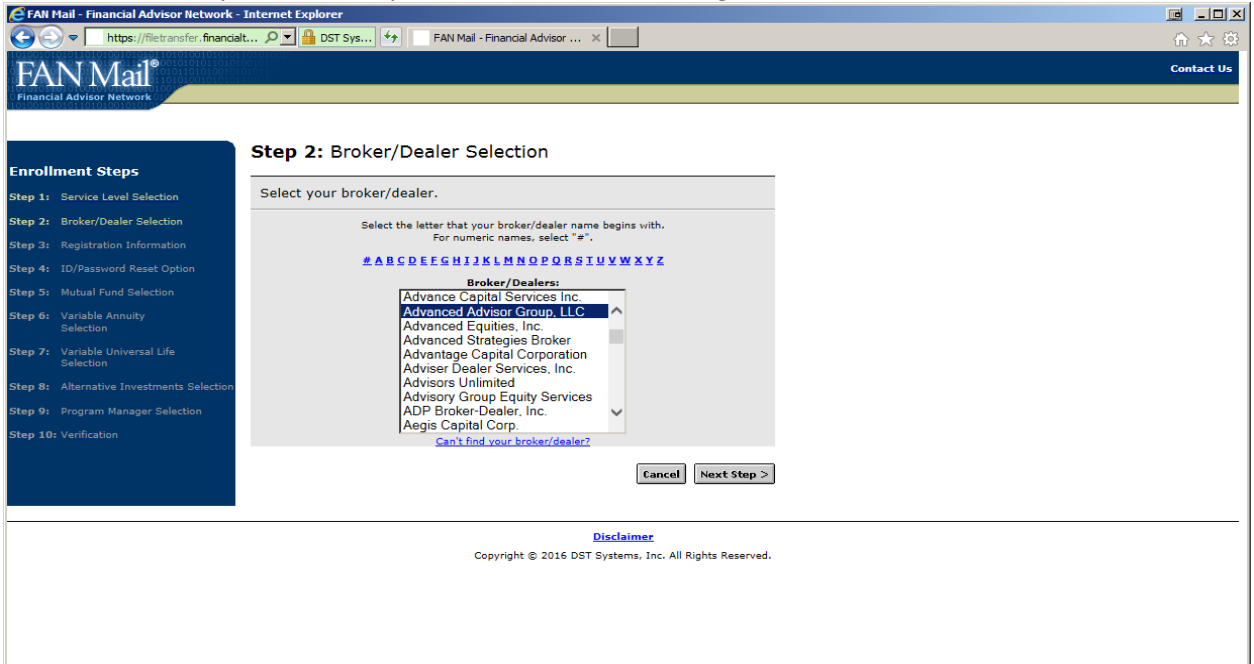 FAN Mail - Financial Advisor Network - Internet Explorer
https://filetransfer.financialt...
DST Sys...
FAN Mail - Financial Advisor ...
FAN Mail®
Financial Advisor Network
Contact Us
Enrollment Steps
Step 1: Service Level Selection
Step 2: Broker/Dealer Selection
Step 3: Registration Information
Step 4: ID/Password Reset Option
Step 5: Mutual Fund Selection
Step 6: Variable Annuity
Selection
Step 7: Variable Universal Life
Selection
Step 8: Alternative Investments Selection
Step 9: Program Manager Selection
Step 10: Verification
Step 2: Broker/Dealer Selection
Select your broker/dealer.
Select the letter that your broker/dealer name begins with.
For numeric names, select "#".
# A B C D E F G H I J K L M N O P Q R S T U V W X Y Z
Broker/Dealers:
Advance Capital Services Inc.
Advanced Advisor Group, LLC
Advanced Equities, Inc.
Advanced Strategies Broker
Advantage Capital Corporation
Adviser Dealer Services, Inc.
Advisors Unlimited
Advisory Group Equity Services
ADP Broker-Dealer, Inc.
Aegis Capital Corp.
Can't find your broker/dealer?
Cancel
Next Step >
Disclaimer
Copyright © 2016 DST Systems, Inc. All Rights Reserved.